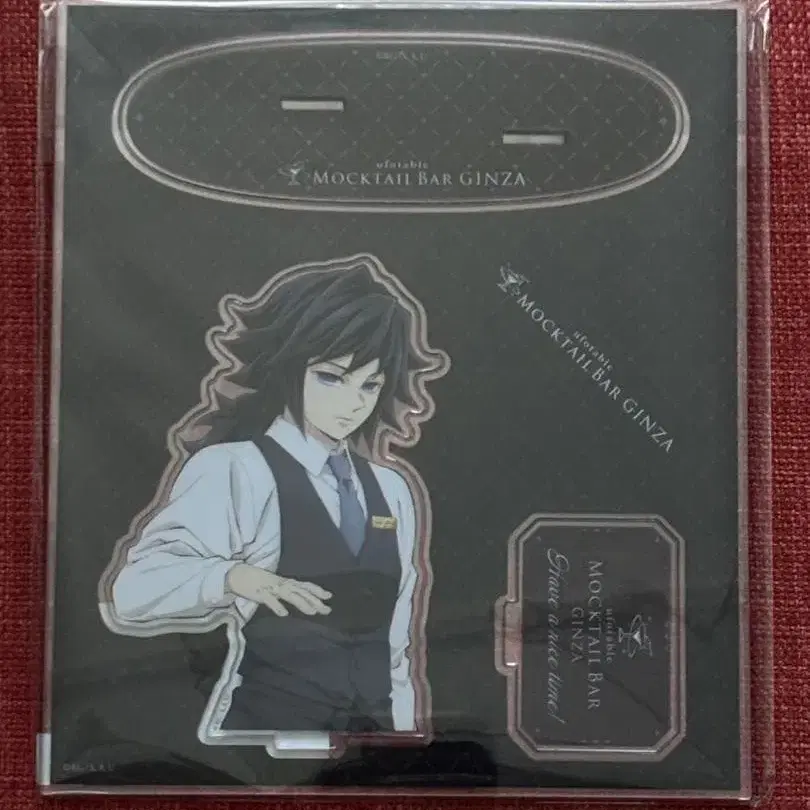 ufotable
MOCKTAIL BAR GINZA
ufotable
MOCKTAIL BAR GINZA
ufotable
MOCKTAIL BAR
GINZA
Have a nice time!